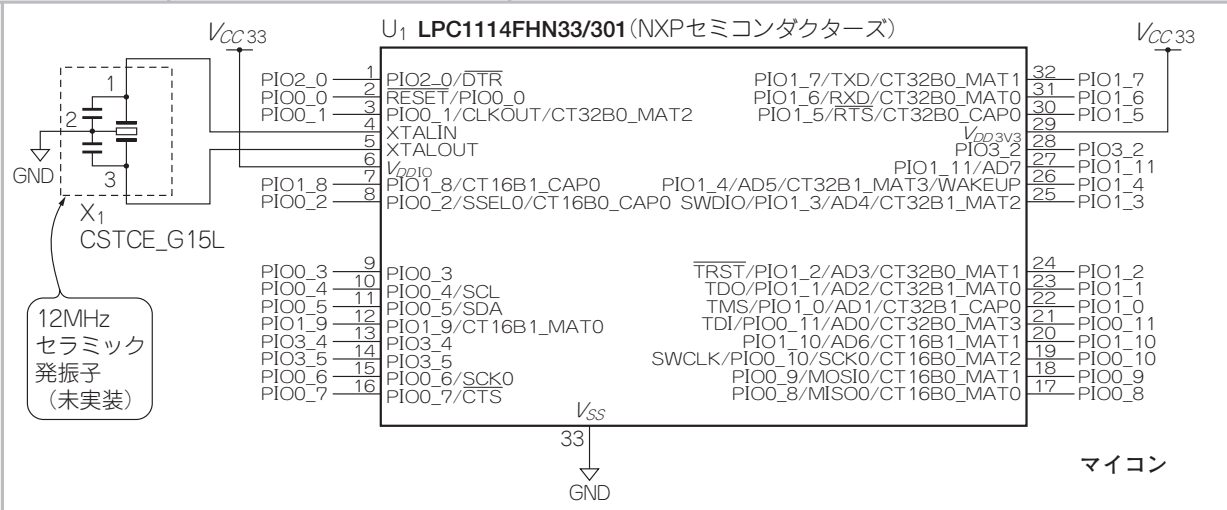 U1 LPC1114FHN33/301(NXPセミコンダクターズ)
VCC33
VCC33
1
2
3
GND
X1
CSTCE_G15L
12MHz
セラミック
発振子
(未実装)
PIO2_0 1 PIO2_0/DTR
PIO0_0 2 RESET/PIO0_0
PIO0_1 3 PIO0_1/CLKOUT/CT32B0_MAT2
4 XTALIN
5 XTALOUT
6 VDDIO
PIO1_8 7 PIO1_8/CT16B1_CAP0
PIO0_2 8 PIO0_2/SSEL0/CT16B0_CAP0
PIO0_3 9 PIO0_3
PIO0_4 10 PIO0_4/SCL
PIO0_5 11 PIO0_5/SDA
PIO1_9 12 PIO1_9/CT16B1_MAT0
PIO3_4 13 PIO3_4
PIO3_5 14 PIO3_5
PIO0_6 15 PIO0_6/SCK0
PIO0_7 16 PIO0_7/CTS
PIO1_7/TXD/CT32B0_MAT1 32 PIO1_7
PIO1_6/RXD/CT32B0_MAT0 31 PIO1_6
PIO1_5/RTS/CT32B0_CAP0 30 PIO1_5
VDD3V3 29
PIO3_2 28 PIO3_2
PIO1_11/AD7 27 PIO1_11
PIO1_4/AD5/CT32B1_MAT3/WAKEUP 26 PIO1_4
SWDIO/PIO1_3/AD4/CT32B1_MAT2 25 PIO1_3
TRST/PIO1_2/AD3/CT32B0_MAT1 24 PIO1_2
TDO/PIO1_1/AD2/CT32B0_MAT0 23 PIO1_1
TMS/PIO1_0/AD1/CT32B1_CAP0 22 PIO1_0
TDI/PIO0_11/AD0/CT32B0_MAT3 21 PIO0_11
PIO1_10/AD6/CT16B1_MAT1 20 PIO1_10
SWCLK/PIO0_10/SCK0/CT16B0_MAT2 19 PIO0_10
PIO0_9/MOSI0/CT16B0_MAT1 18 PIO0_9
PIO0_8/MISO0/CT16B0_MAT0 17 PIO0_8
VSS
33
GND
マイコン